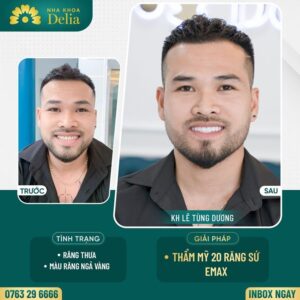 NHA KHOA
Delia
TRƯỚC
SAU
KH LÊ TÙNG DƯƠNG
TÌNH TRẠNG
• RĂNG THƯA
• MÀU RĂNG NGÃ VÀNG
GIẢI PHÁP
• THẨM MỸ 20 RĂNG SỨ
EMAX
0763 29 6666
INBOX NGAY